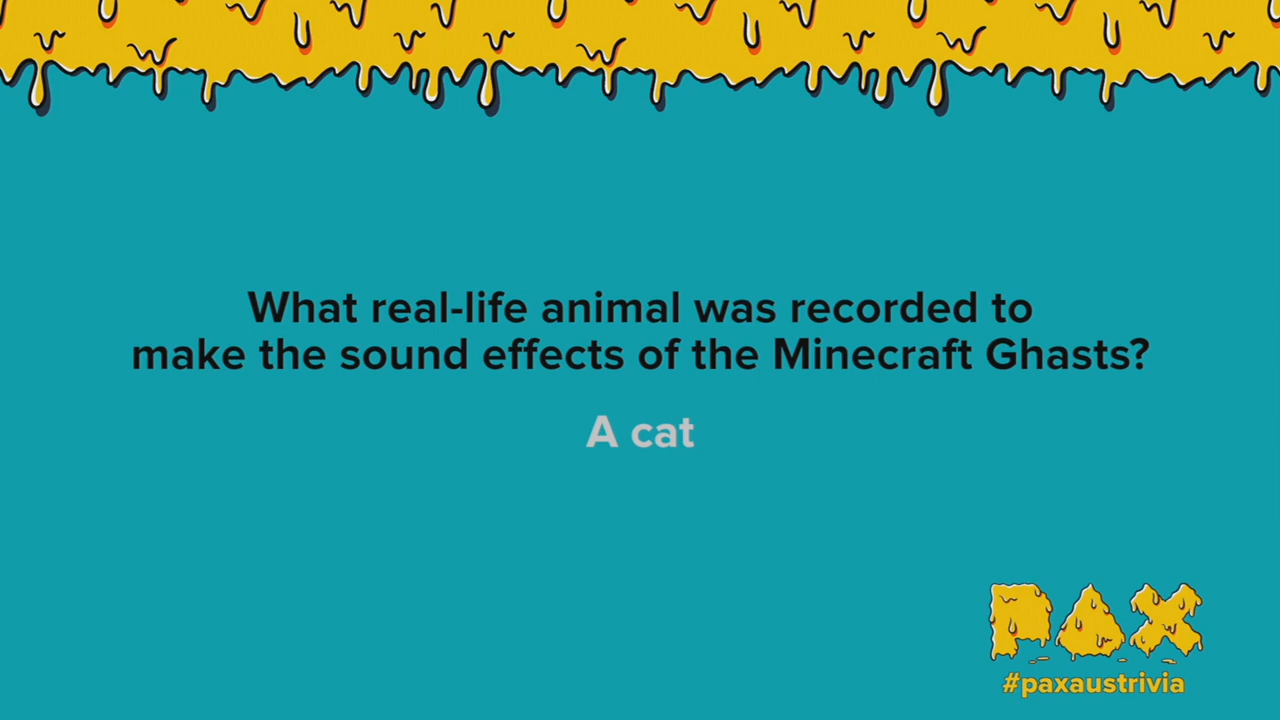 What real-life animal was recorded to
make the sound effects of the Minecraft Ghasts?
A cat
PAX
#paxaustrivia